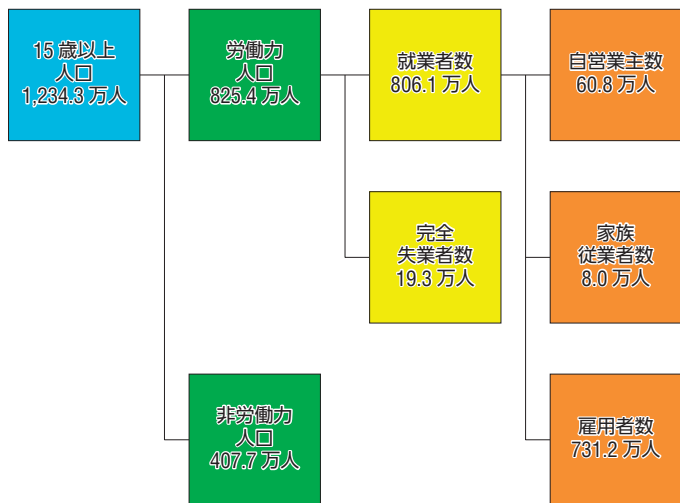 15 歳以上
人口
1,234.3 万人
労働力
人口
825.4 万人
就業者数
806.1 万人
自営業主数
60.8 万人
完全
失業者数
19.3 万人
家族
従業者数
8.0 万人
非労働力
人口
407.7 万人
雇用者数
731.2 万人